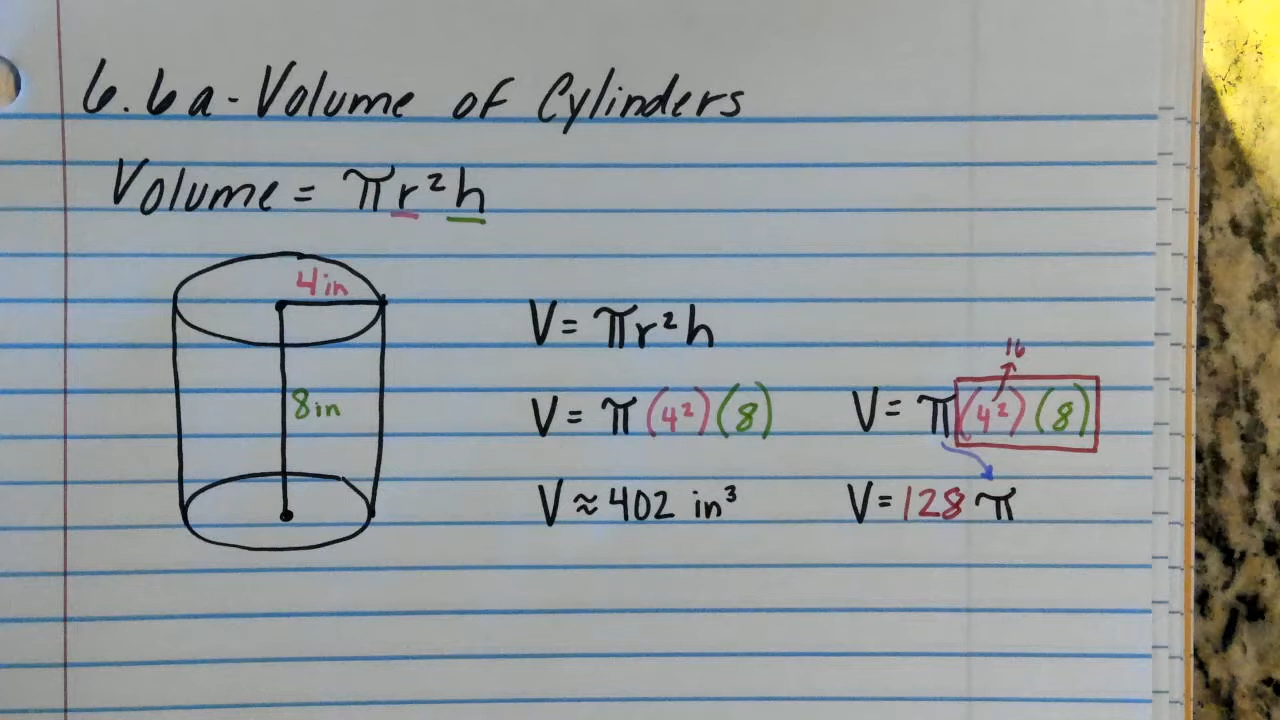 6.6a - Volume of Cylinders
Volume = πr²h
4in
8in
V = πr²h
V = π(4²)(8)
V ≈ 402 in³
16
V = π(4²)(8)
V = 128π